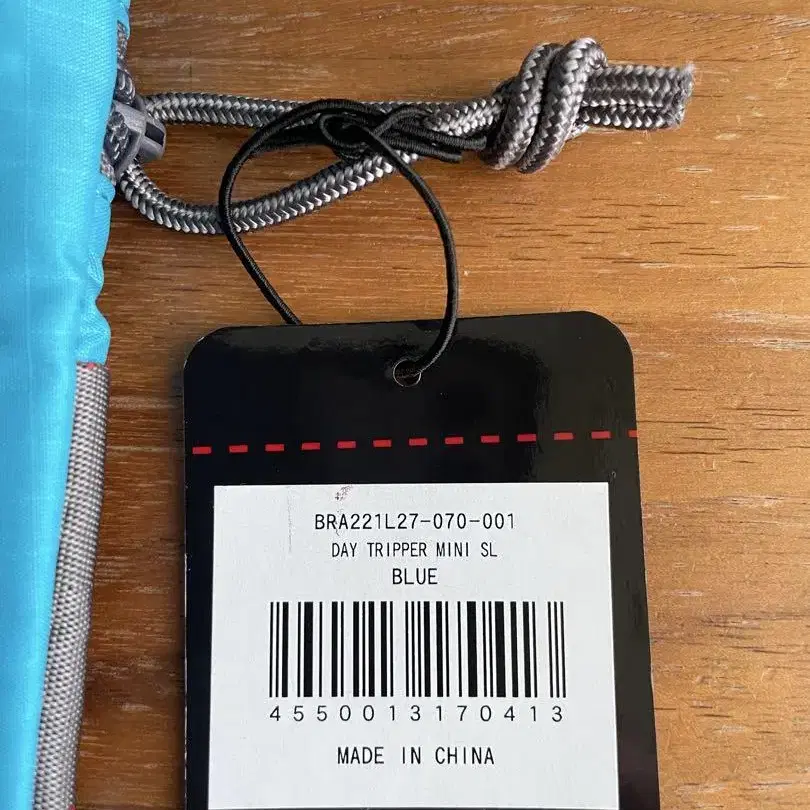 BRA221L27-070-001
DAY TRIPPER MINI SL
BLUE
4550013170413
MADE IN CHINA